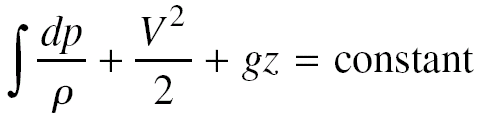 ∫ dp/ρ + V²/2 + gz = constant